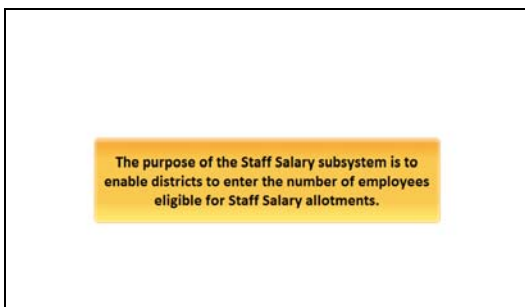 The purpose of the Staff Salary subsystem is to
enable districts to enter the number of employees
eligible for Staff Salary allotments.